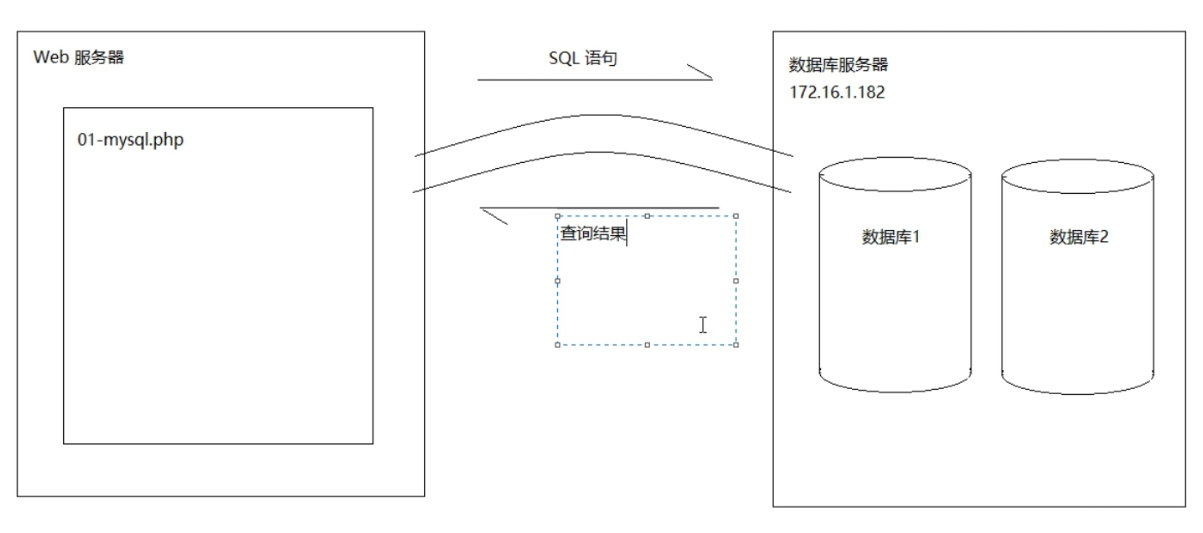 Web 服务器
01-mysql.php
SQL 语句
查询结果
数据库服务器
172.16.1.182
数据库1
数据库2